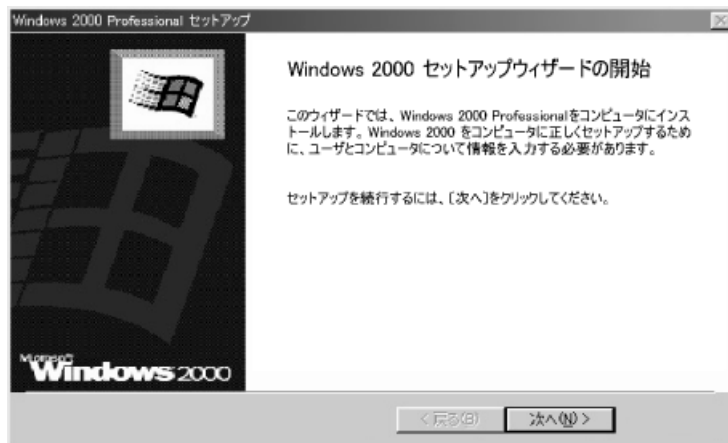 Windows 2000 Professional セットアップ
Windows 2000 セットアップウィザードの開始
このウィザードでは、Windows 2000 Professionalをコンピュータにインス
トールします。Windows 2000 をコンピュータに正しくセットアップするため
に、ユーザとコンピュータについて情報を入力する必要があります。
セットアップを続行するには、[次へ]をクリックしてください。
Microsoft
Windows 2000
< 戻る(B)
次へ(N) >